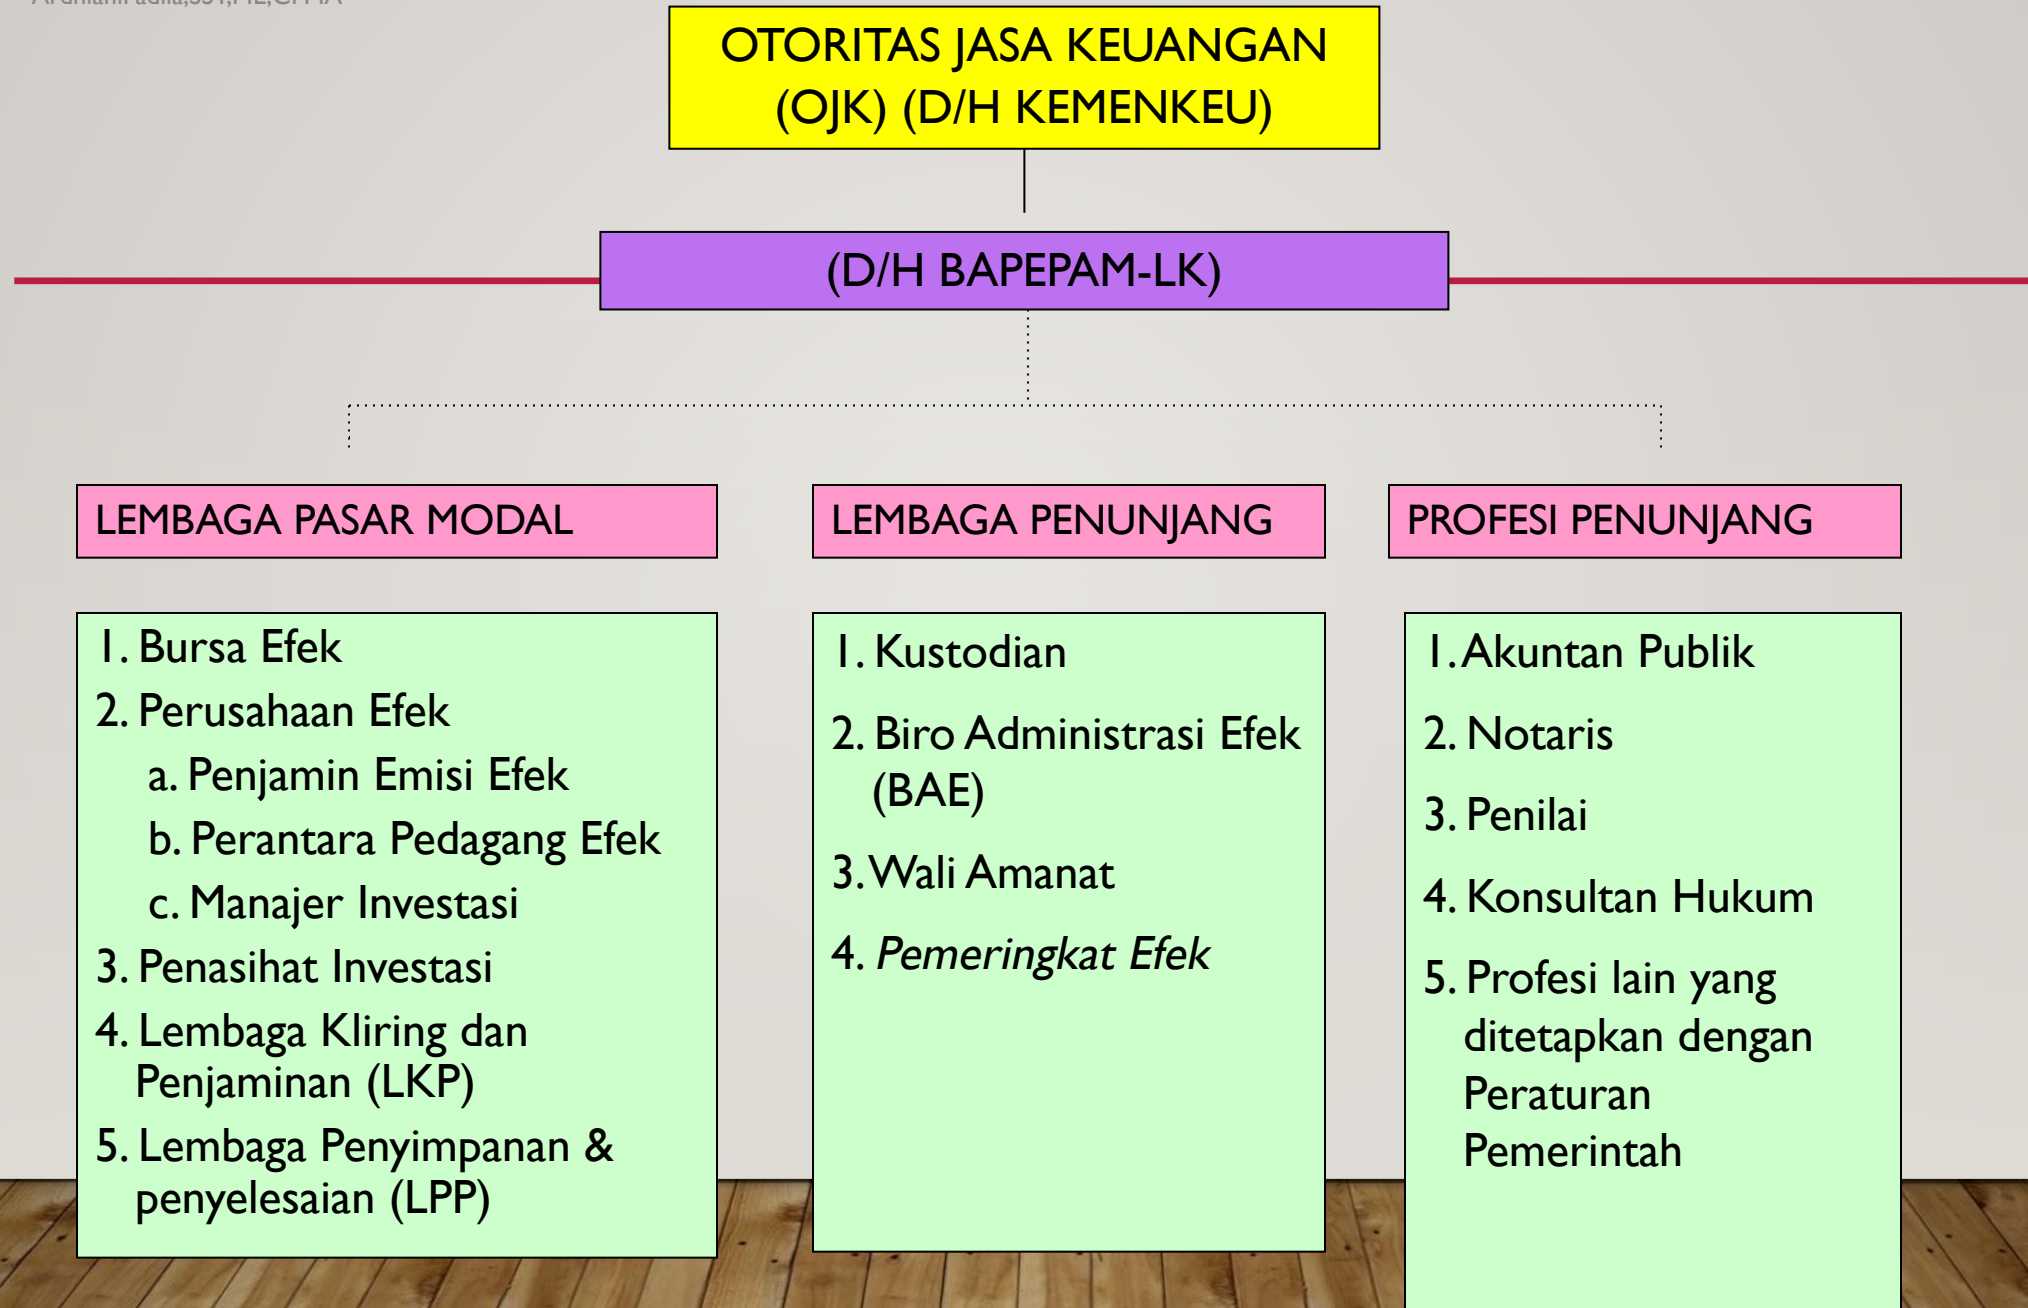 OTORITAS JASA KEUANGAN
(OJK) (D/H KEMENKEU)
(D/H BAPEPAM-LK)
LEMBAGA PASAR MODAL
1. Bursa Efek
2. Perusahaan Efek
a. Penjamin Emisi Efek
b. Perantara Pedagang Efek
c. Manajer Investasi
3. Penasihat Investasi
4. Lembaga Kliring dan
Penjaminan (LKP)
5. Lembaga Penyimpanan &
penyelesaian (LPP)
LEMBAGA PENUNJANG
1. Kustodian
2. Biro Administrasi Efek
(BAE)
3. Wali Amanat
4. Pemeringkat Efek
PROFESI PENUNJANG
1. Akuntan Publik
2. Notaris
3. Penilai
4. Konsultan Hukum
5. Profesi lain yang
ditetapkan dengan
Peraturan
Pemerintah